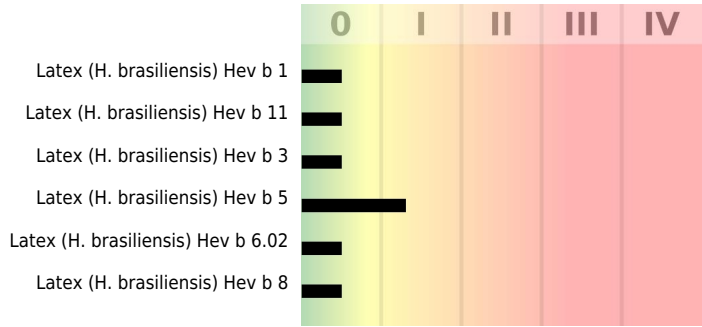 0 I II III IV
Latex (H. brasiliensis) Hev b 1
Latex (H. brasiliensis) Hev b 11
Latex (H. brasiliensis) Hev b 3
Latex (H. brasiliensis) Hev b 5
Latex (H. brasiliensis) Hev b 6.02
Latex (H. brasiliensis) Hev b 8